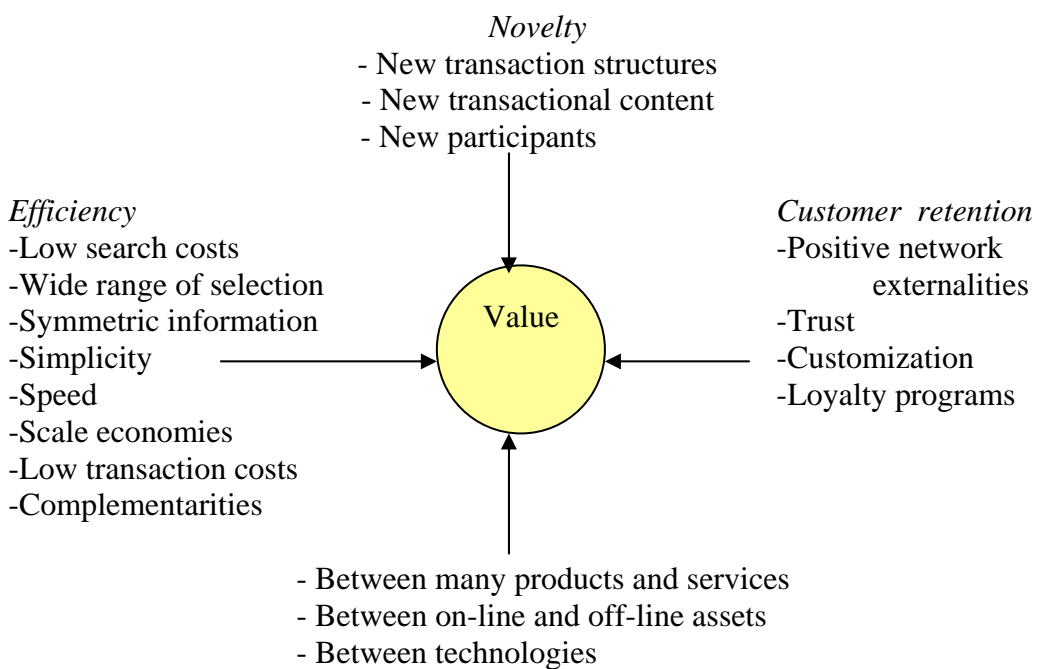 Novelty
- New transaction structures
- New transactional content
- New participants
Efficiency
-Low search costs
-Wide range of selection
-Symmetric information
-Simplicity
-Speed
-Scale economies
-Low transaction costs
-Complementarities
Value
Customer retention
-Positive network
externalities
-Trust
-Customization
-Loyalty programs
- Between many products and services
- Between on-line and off-line assets
- Between technologies